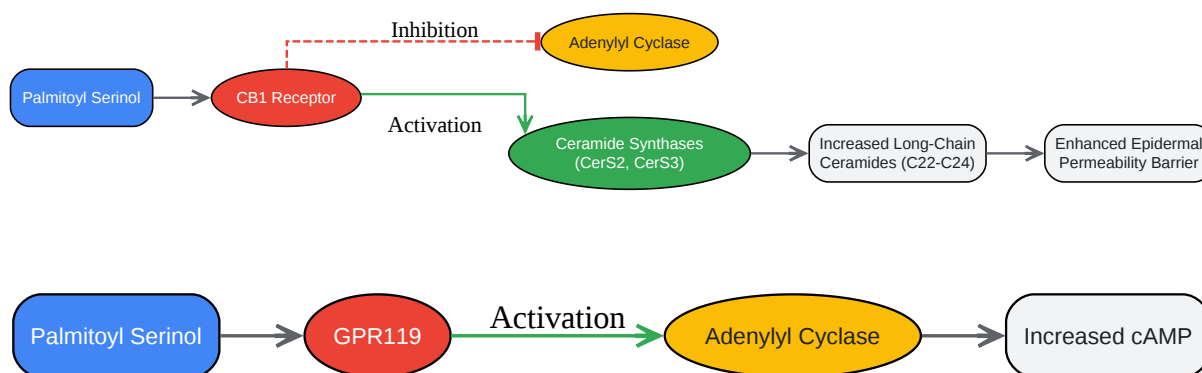 Inhibition
Adenylyl Cyclase
Palmitoyl Serinol
CB1 Receptor
Activation
Ceramide Synthases
(CerS2, CerS3)
Increased Long-Chain
Ceramides (C22-C24)
Enhanced Epidermal
Permeability Barrier
Palmitoyl Serinol
GPR119
Activation
Adenylyl Cyclase
Increased cAMP